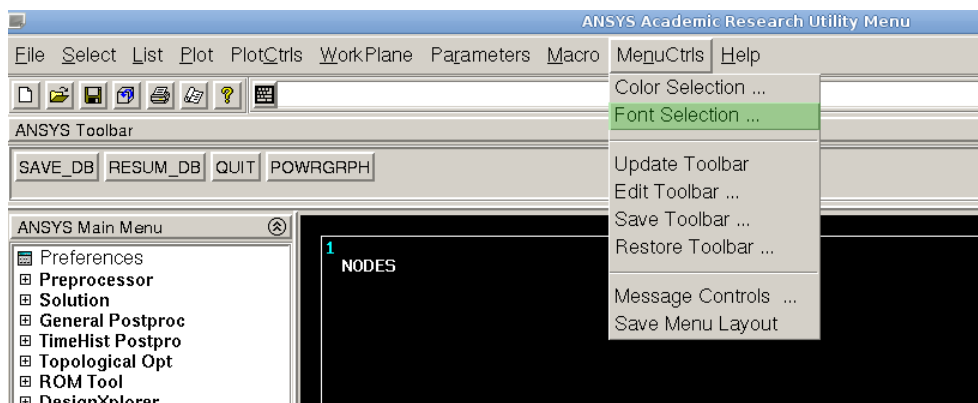 ANSYS Academic Research Utility Menu
File Select List Plot PlotCtrls WorkPlane Parameters Macro MenuCtrls Help
Color Selection ...
Font Selection ...
ANSYS Toolbar
SAVE_DB RESUM_DB QUIT POWRGRPH
Update Toolbar
Edit Toolbar ...
Save Toolbar ...
Restore Toolbar ...
Message Controls ...
Save Menu Layout
ANSYS Main Menu
Preferences
Preprocessor
Solution
General Postproc
TimeHist Postpro
Topological Opt
ROM Tool
DesignXplorer
1
NODES